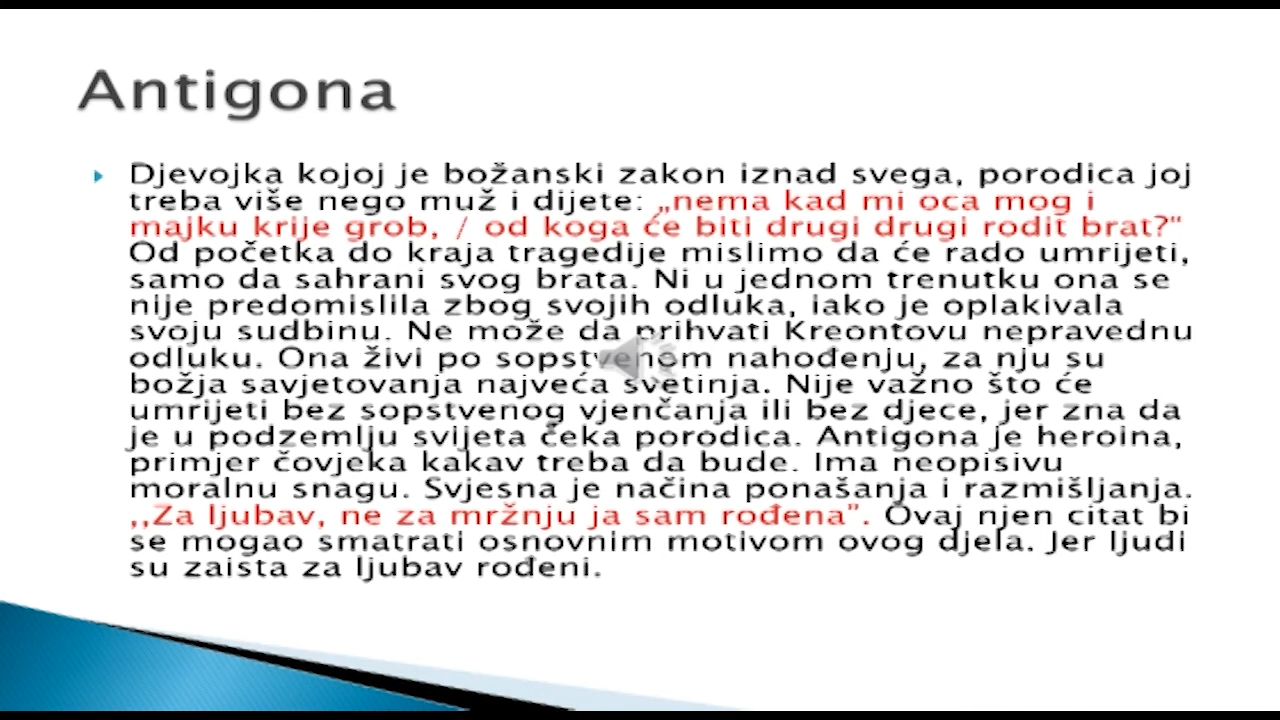 Antigona
Djevojka kojoj je božanski zakon iznad svega, porodica joj
treba više nego muž i dijete: „nema kad mi oca mog i
majku krije grob, / od koga će biti drugi drugi rodit brat?"
Od početka do kraja tragedije mislimo da će rado umrijeti,
samo da sahrani svog brata. Ni u jednom trenutku ona se
nije predomislila zbog svojih odluka, iako je oplakivala
svoju sudbinu. Ne može da prihvati Kreontovu nepravednu
odluku. Ona živi po sopstvenom nahođenju, za nju su
božja savjetovanja najveća svetinja. Nije važno što će
umrijeti bez sopstvenog vjenčanja ili bez djece, jer zna da
je u podzemlju svijeta čeka porodica. Antigona je heroina,
primjer čovjeka kakav treba da bude. Ima neopisivu
moralnu snagu. Svjesna je načina ponašanja i razmišljanja.
,,Za ljubav, ne za mržnju ja sam rođena”. Ovaj njen citat bi
se mogao smatrati osnovnim motivom ovog djela. Jer ljudi
su zaista za ljubav rođeni.